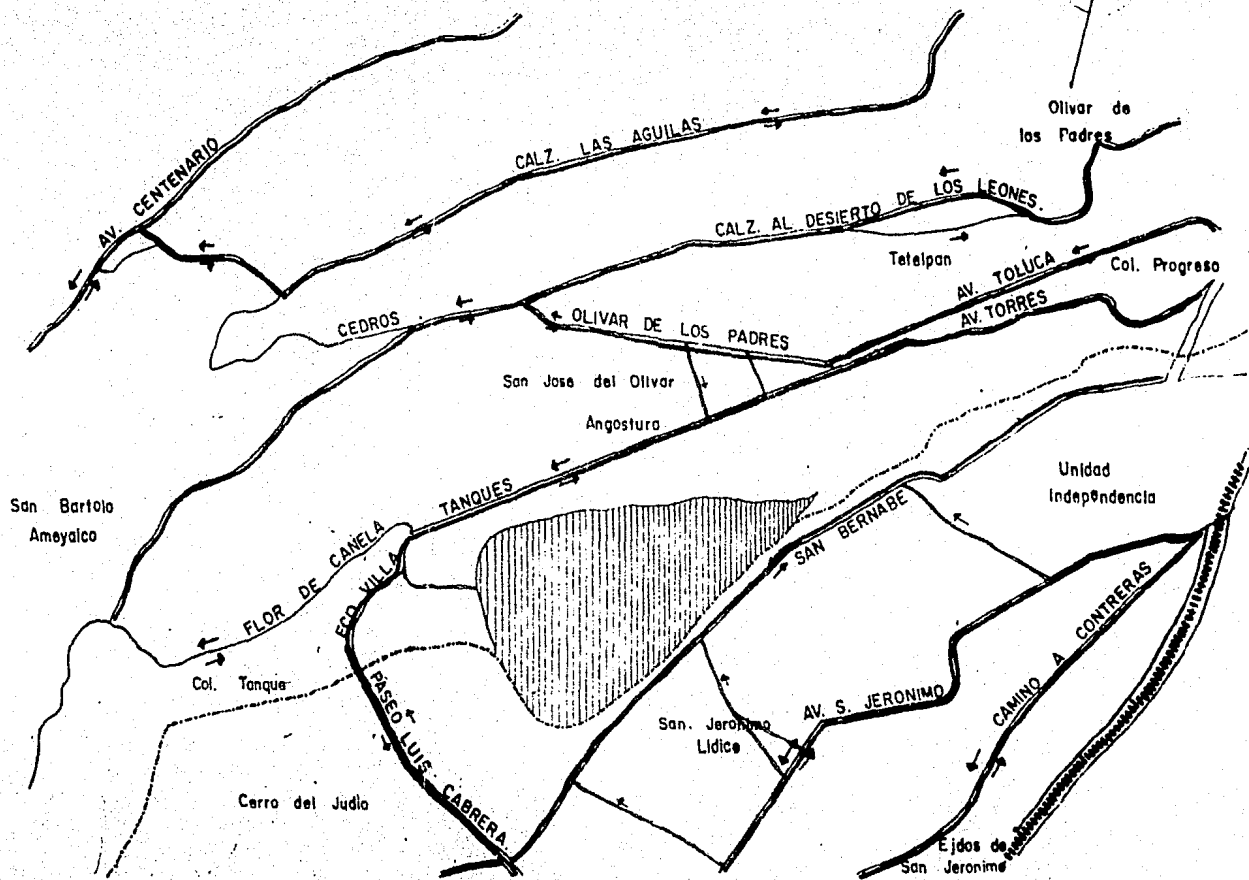 Olivar de
los Padres
AV. CENTENARIO
CALZ. LAS AGUILAS
CALZ. AL DESIERTO DE LOS LEONES.
Tetelpan
AV. TOLUCA
Col. Progreso
AV. TORRES
CEDROS
OLIVAR DE LOS PADRES
San Jose del Olivar
Angostura
TANQUES
Unidad
Independencia
San Bartolo
Ameyalco
FLOR DE CANELA
FCO. VILLA
SAN BERNABE
Col. Tanque
PASEO LUIS. CABRERA.
San. Jeronimo
Lidice
AV. S. JERONIMO
CAMINO A CONTRERAS
Cerro del Judio
Ejdos de
San Jeronimo